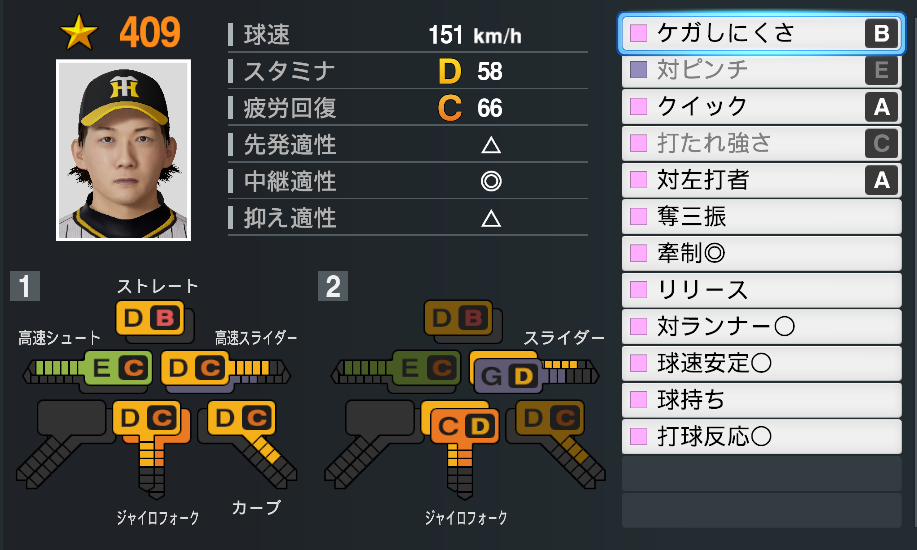 409
球速 151 km/h
スタミナ D 58
疲労回復 C 66
先発適性 △
中継適性 ◎
抑え適性 △
ケガしにくさ B
対ピンチ E
クイック A
打たれ強さ C
対左打者 A
奪三振
牽制◎
リリース
対ランナー〇
球速安定〇
球持ち
打球反応〇
1
ストレート
D B
高速シュート
E C
高速スライダー
D C
D C
D C
ジャイロフォーク
カーブ
2
D B
スライダー
E C
G D
C D
D C
ジャイロフォーク